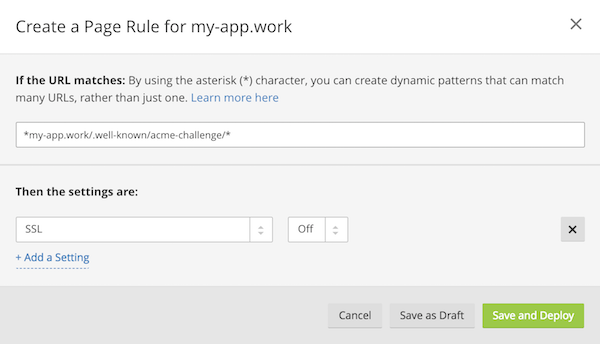 Create a Page Rule for my-app.work
If the URL matches: By using the asterisk (*) character, you can create dynamic patterns that can match
many URLs, rather than just one. Learn more here
*my-app.work/.well-known/acme-challenge/*
Then the settings are:
SSL Off
+ Add a Setting
Cancel Save as Draft Save and Deploy